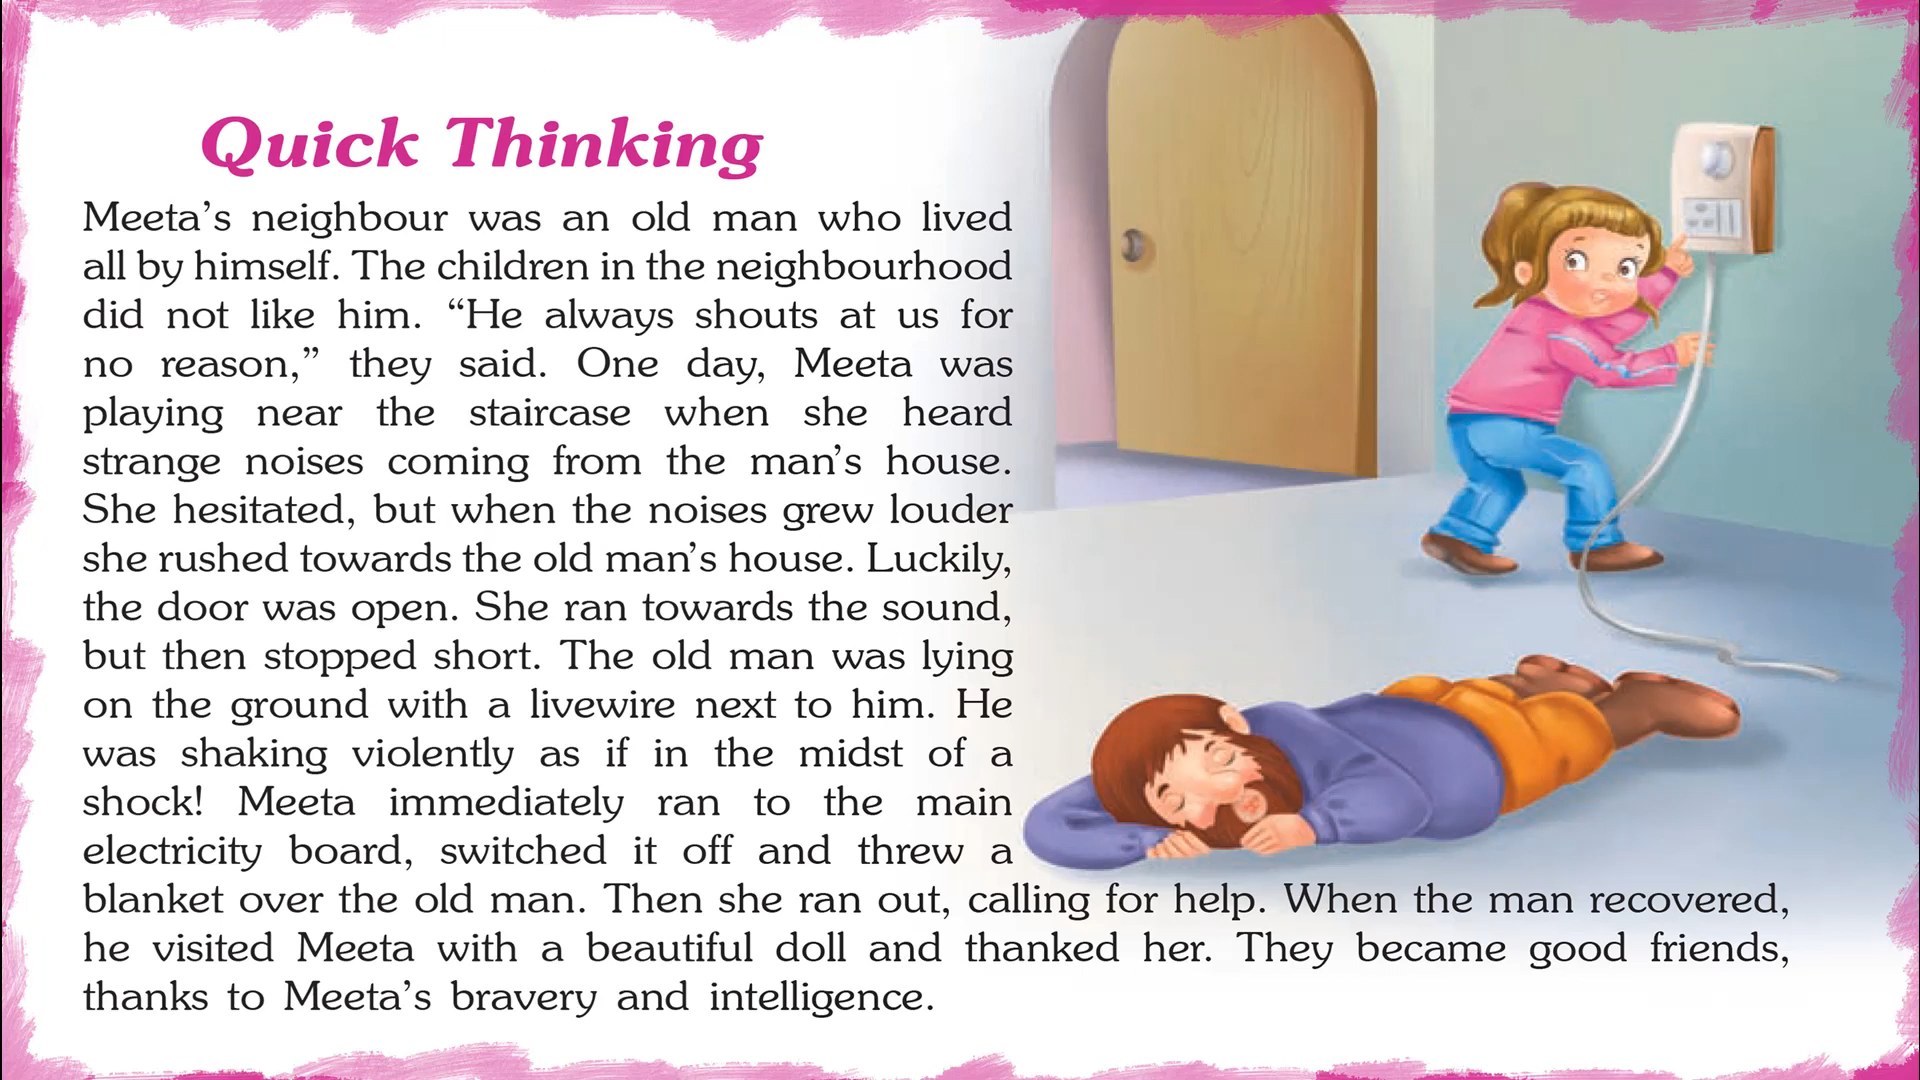 Quick Thinking
Meeta’s neighbour was an old man who lived
all by himself. The children in the neighbourhood
did not like him. “He always shouts at us for
no reason,” they said. One day, Meeta was
playing near the staircase when she heard
strange noises coming from the man’s house.
She hesitated, but when the noises grew louder
she rushed towards the old man’s house. Luckily,
the door was open. She ran towards the sound,
but then stopped short. The old man was lying
on the ground with a livewire next to him. He
was shaking violently as if in the midst of a
shock! Meeta immediately ran to the main
electricity board, switched it off and threw a
blanket over the old man. Then she ran out, calling for help. When the man recovered,
he visited Meeta with a beautiful doll and thanked her. They became good friends,
thanks to Meeta’s bravery and intelligence.